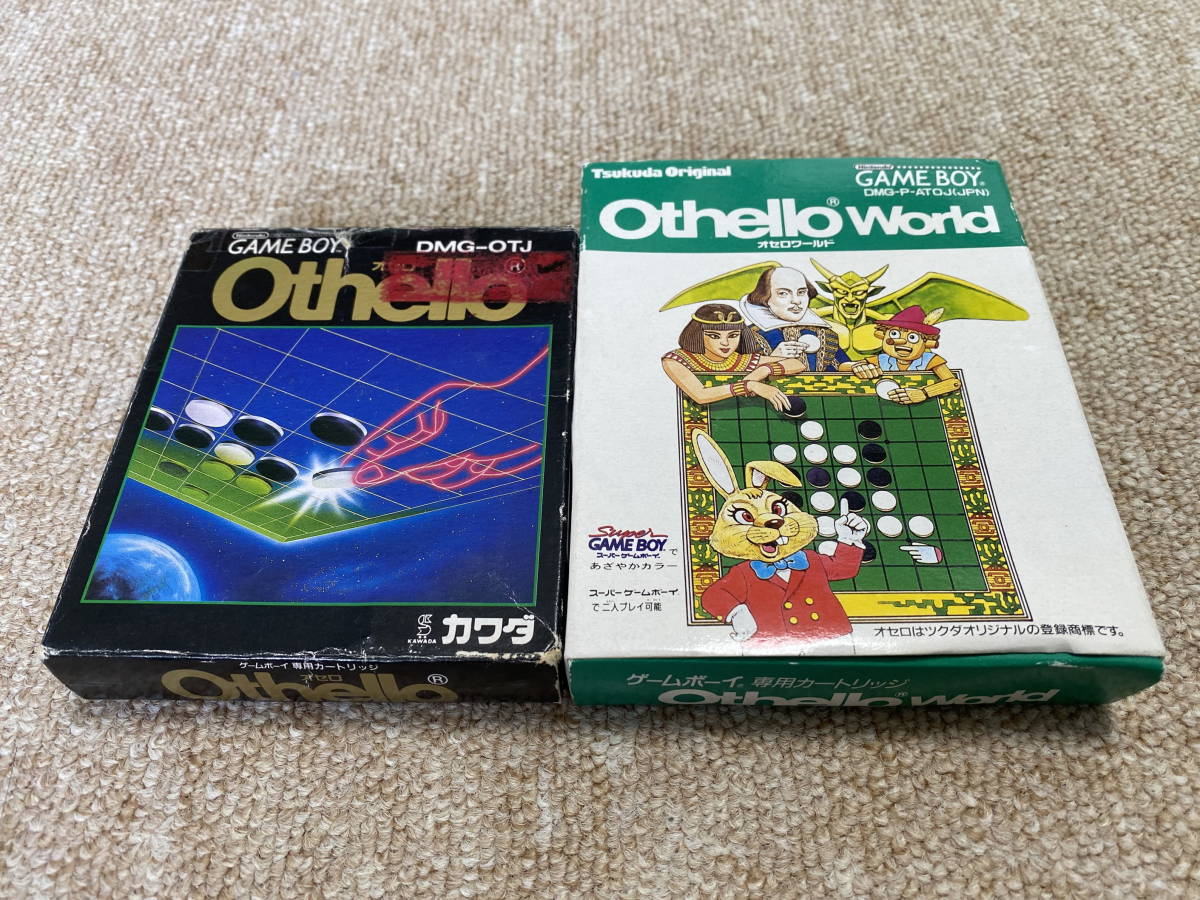 Nintendo
GAME BOY
DMG-OTJ
オセロ
Othello®
KAWADA
カワダ
ゲームボーイ専用カートリッジ
オセロ
Othello®
Tsukuda Original
Nintendo
GAME BOY®
DMG-P-ATOJ(JPN)
Othello® World
オセロワールド
Super
GAME BOY で
スーパーゲームボーイ
あざやかカラー
スーパーゲームボーイ
で二人プレイ可能
オセロはツクダオリジナルの登録商標です。
ゲームボーイ専用カートリッジ
Othello® World